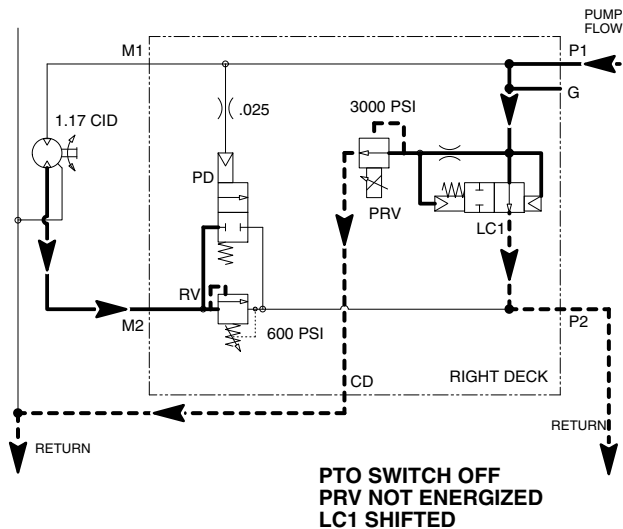 PUMP
FLOW
M1
P1
G
1.17 CID
.025
3000 PSI
PD
PRV
LC1
RV
M2
600 PSI
P2
CD
RIGHT DECK
RETURN
RETURN
PTO SWITCH OFF
PRV NOT ENERGIZED
LC1 SHIFTED